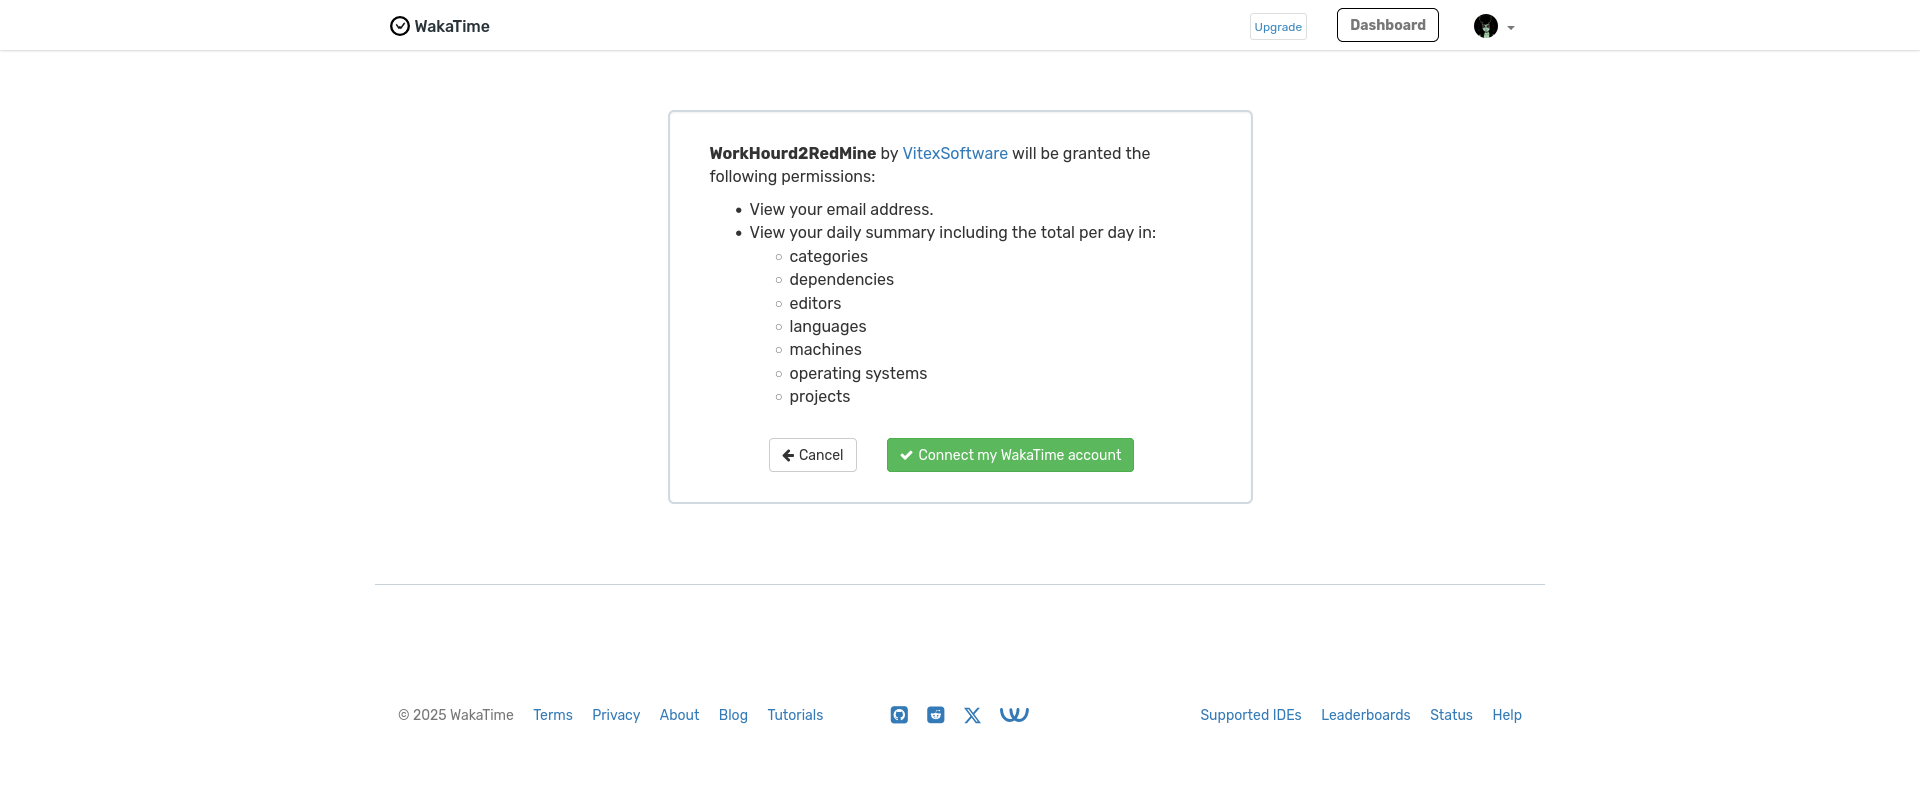 WakaTime
Upgrade
Dashboard
WorkHourd2RedMine by VitexSoftware will be granted the
following permissions:
View your email address.
View your daily summary including the total per day in:
categories
dependencies
editors
languages
machines
operating systems
projects
Cancel
Connect my WakaTime account
© 2025 WakaTime Terms Privacy About Blog Tutorials
Supported IDEs Leaderboards Status Help